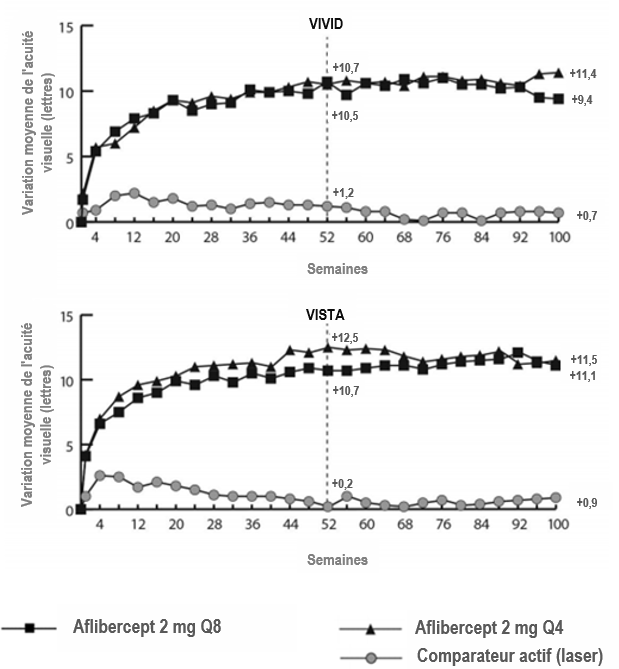 VIVID
Variation moyenne de l'acuité
visuelle (lettres)
15
10
5
0
+10,7
+10,5
+1,2
+11,4
+9,4
+0,7
4 12 20 28 36 44 52 60 68 76 84 92 100
Semaines
VISTA
Variation moyenne de l'acuité
visuelle (lettres)
15
10
5
0
+12,5
+10,7
+0,2
+11,5
+11,1
+0,9
4 12 20 28 36 44 52 60 68 76 84 92 100
Semaines
Aflibercept 2 mg Q8
Aflibercept 2 mg Q4
Comparateur actif (laser)